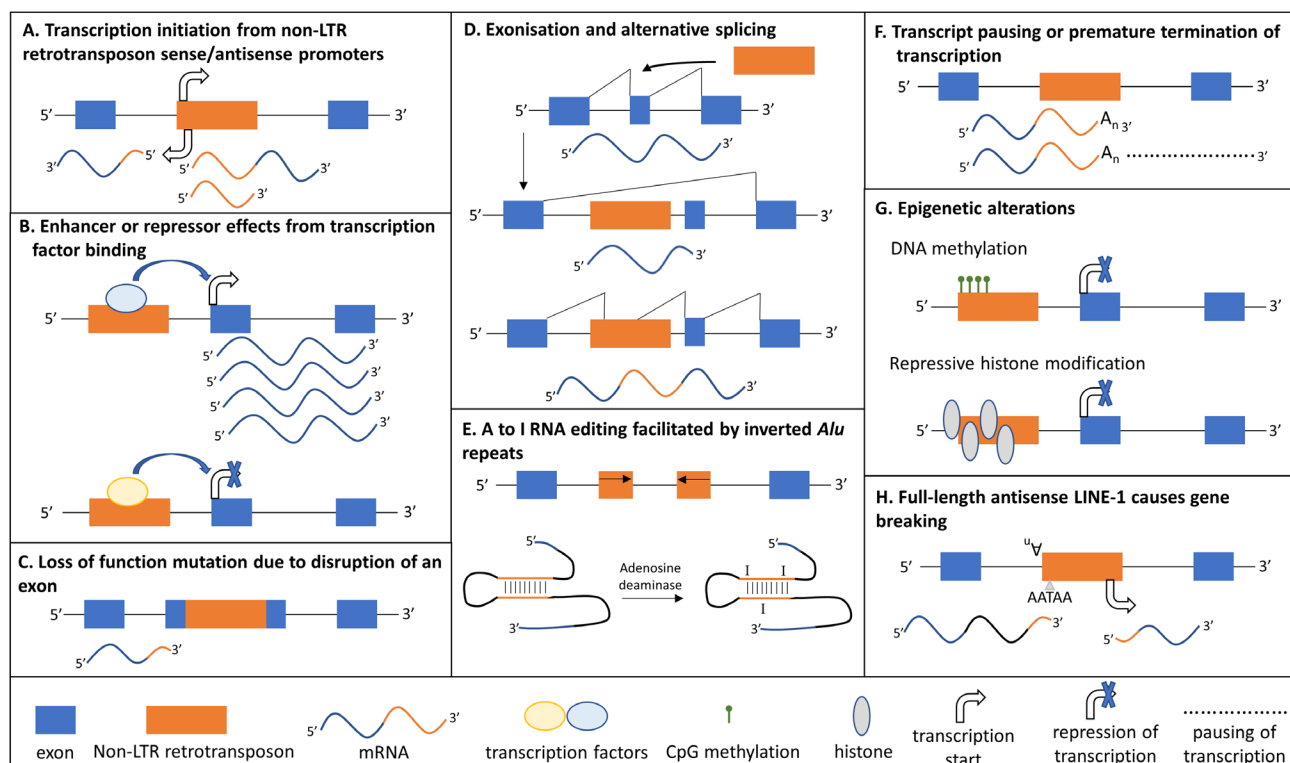 A. Transcription initiation from non-LTR
retrotransposon sense/antisense promoters
5’ 3’
3’ 5’ 5’ 3’
5’ 3’
B. Enhancer or repressor effects from transcription
factor binding
5’ 3’
5’ 3’
5’ 3’
5’ 3’
5’ 3’
5’ 3’
C. Loss of function mutation due to disruption of an
exon
5’ 3’
5’ 3’
D. Exonisation and alternative splicing
5’ 3’
5’ 3’
5’ 3’
5’ 3’
5’ 3’
5’ 3’
E. A to I RNA editing facilitated by inverted Alu
repeats
5’ 3’
5’ 5’
Adenosine
deaminase
I I
I
3’ 3’
F. Transcript pausing or premature termination of
transcription
5’ 3’
5’ An 3’
5’ An ...................... 3’
G. Epigenetic alterations
DNA methylation
5’ 3’
Repressive histone modification
5’ 3’
H. Full-length antisense LINE-1 causes gene
breaking
An
5’ 3’
AATAA
5’ 3’ 5’ 3’
5’ 3’
exon
Non-LTR retrotransposon
mRNA
transcription factors
CpG methylation
histone
transcription
start
repression of
transcription
pausing of
transcription